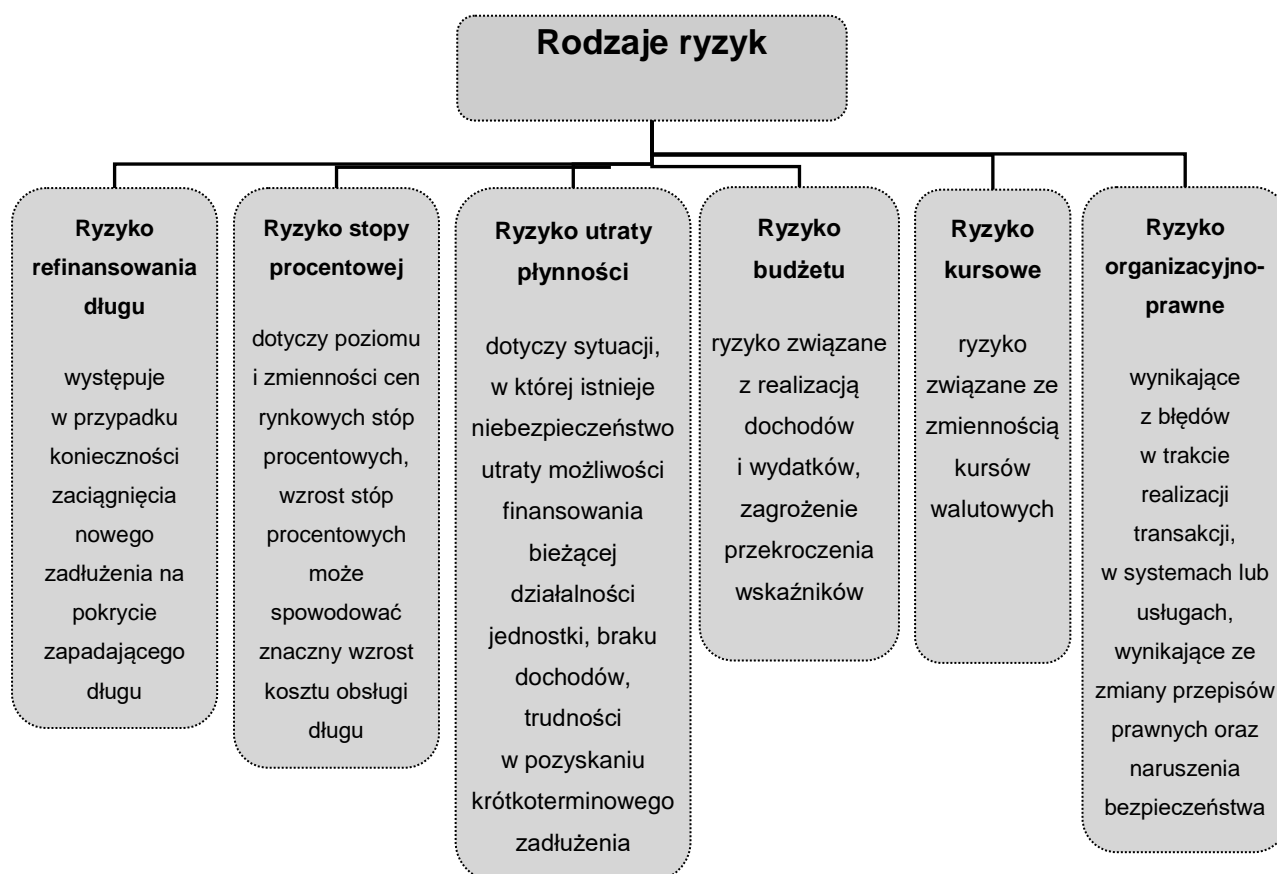 Rodzaje ryzyk
Ryzyko
refinansowania
długu
występuje
w przypadku
konieczności
zaciągnięcia
nowego
zadłużenia na
pokrycie
zapadającego
długu
Ryzyko stopy
procentowej
dotyczy poziomu
i zmienności cen
rynkowych stóp
procentowych,
wzrost stóp
procentowych
może
spowodować
znaczny wzrost
kosztu obsługi
długu
Ryzyko utraty
płynności
dotyczy sytuacji,
w której istnieje
niebezpieczeństwo
utraty możliwości
finansowania
bieżącej
działalności
jednostki, braku
dochodów,
trudności
w pozyskaniu
krótkoterminowego
zadłużenia
Ryzyko
budżetu
ryzyko związane
z realizacją
dochodów
i wydatków,
zagrożenie
przekroczenia
wskaźników
Ryzyko
kursowe
ryzyko
związane ze
zmiennością
kursów
walutowych
Ryzyko
organizacyjno-
prawne
wynikające
z błędów
w trakcie
realizacji
transakcji,
w systemach lub
usługach,
wynikające ze
zmiany przepisów
prawnych oraz
naruszenia
bezpieczeństwa